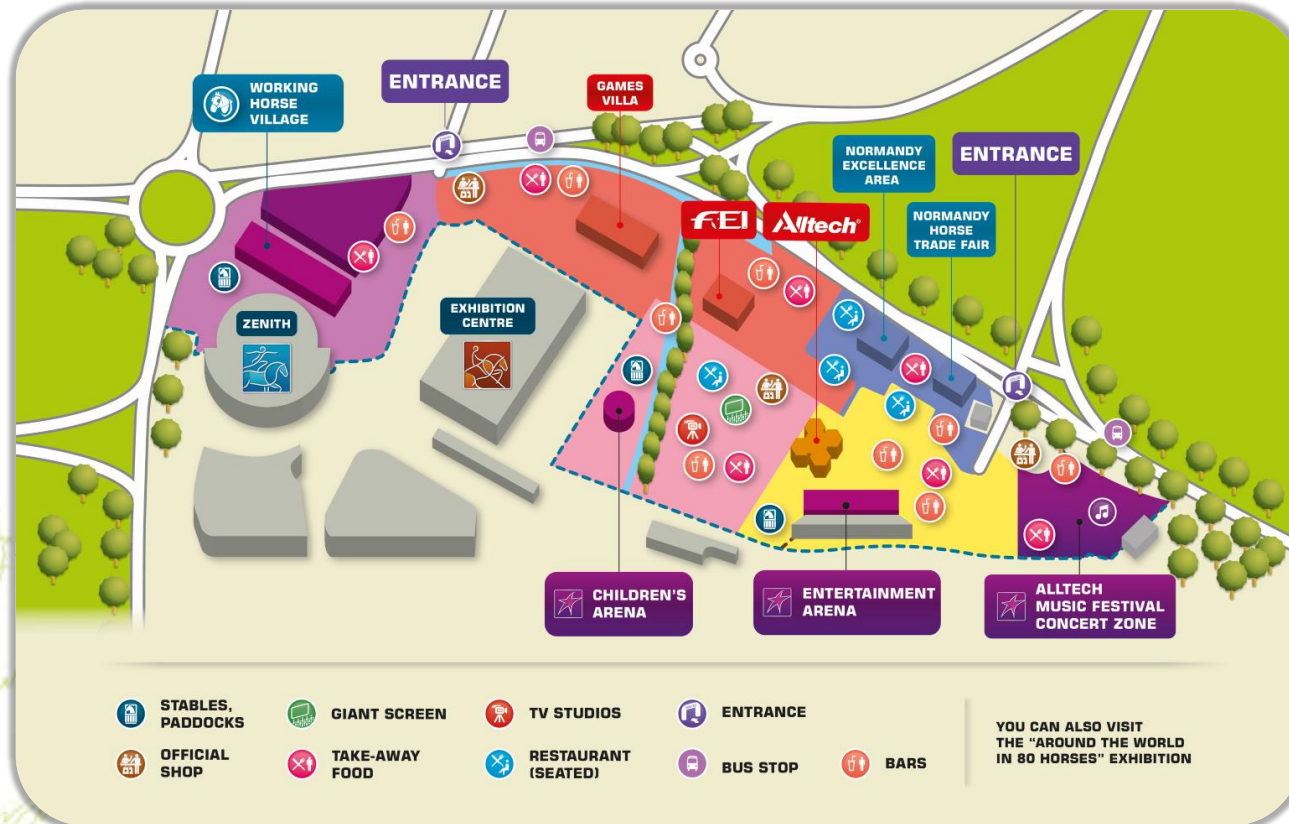 WORKING
HORSE
VILLAGE
ENTRANCE
GAMES
VILLA
NORMANDY
EXCELLENCE
AREA
ENTRANCE
FEI
Alltech®
NORMANDY
HORSE
TRADE FAIR
ZENITH
EXHIBITION
CENTRE
CHILDREN'S
ARENA
ENTERTAINMENT
ARENA
ALLTECH
MUSIC FESTIVAL
CONCERT ZONE
STABLES,
PADDOCKS
GIANT SCREEN
TV STUDIOS
ENTRANCE
OFFICIAL
SHOP
TAKE-AWAY
FOOD
RESTAURANT
(SEATED)
BUS STOP
BARS
YOU CAN ALSO VISIT
THE "AROUND THE WORLD
IN 80 HORSES" EXHIBITION